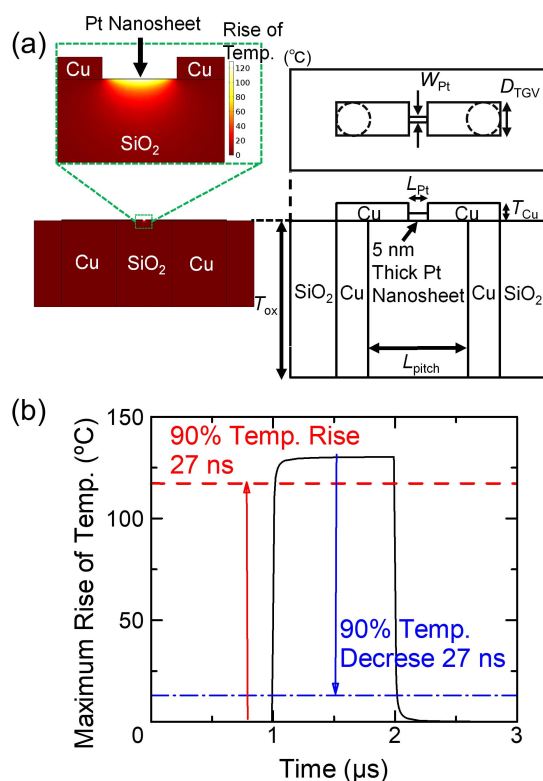 (a)
Pt Nanosheet
Rise of
Temp. (°C)
Cu
Cu
SiO2
120
100
80
60
40
20
0
WPt
DTGV
LPt
Cu
Cu
TCu
5 nm
Thick Pt
Nanosheet
Cu
SiO2
Cu
Tox
SiO2
Cu
Cu
SiO2
Lpitch
(b)
Maximum Rise of Temp. (°C)
150
100
50
0
90% Temp. Rise
27 ns
90% Temp.
Decrese 27 ns
0
1
2
3
Time (µs)